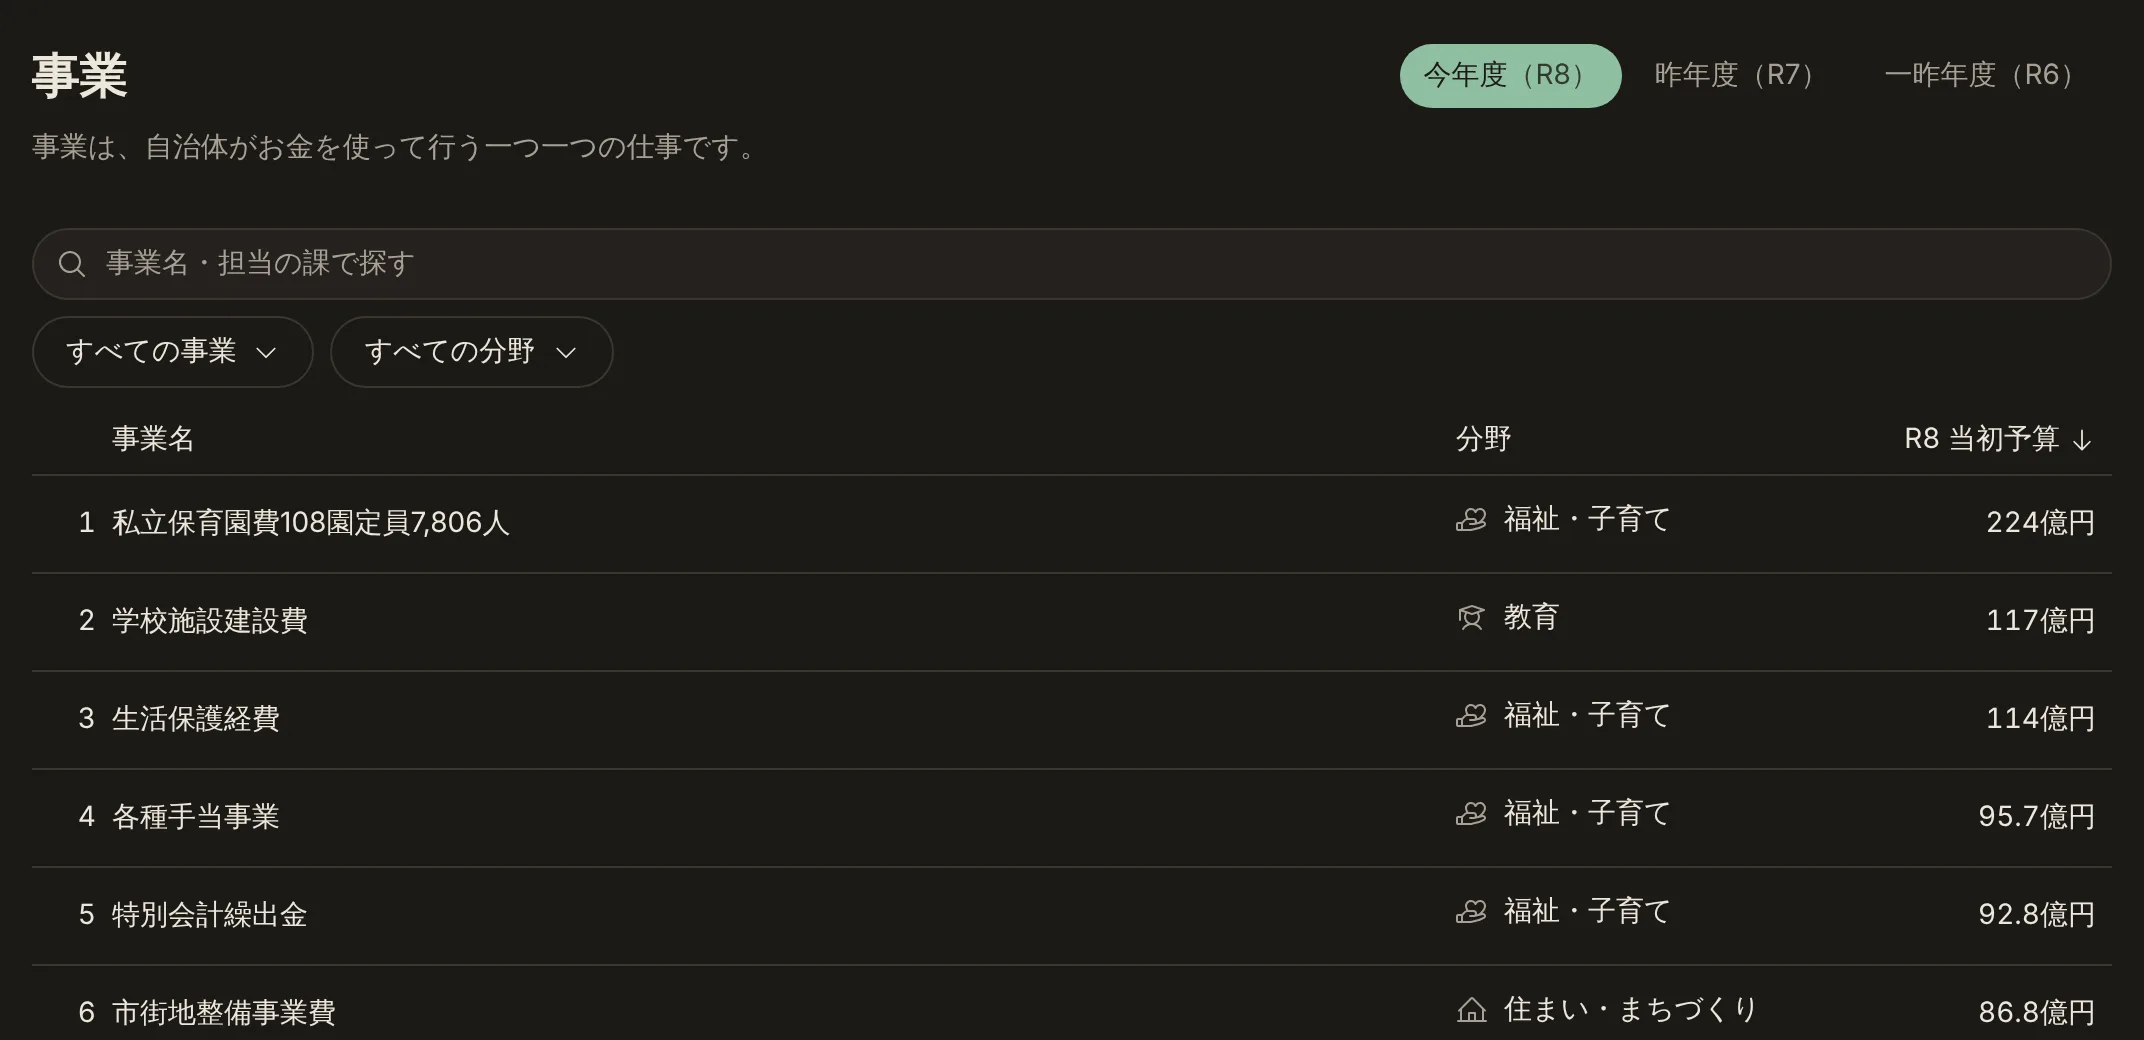 事業
今年度（R8） 昨年度（R7） 一昨年度（R6）
事業は、自治体がお金を使って行う一つ一つの仕事です。
事業名・担当の課で探す
すべての事業 すべての分野
事業名 分野 R8 当初予算 ↓
1 私立保育園費108園定員7,806人 福祉・子育て 224億円
2 学校施設建設費 教育 117億円
3 生活保護経費 福祉・子育て 114億円
4 各種手当事業 福祉・子育て 95.7億円
5 特別会計繰出金 福祉・子育て 92.8億円
6 市街地整備事業費 住まい・まちづくり 86.8億円